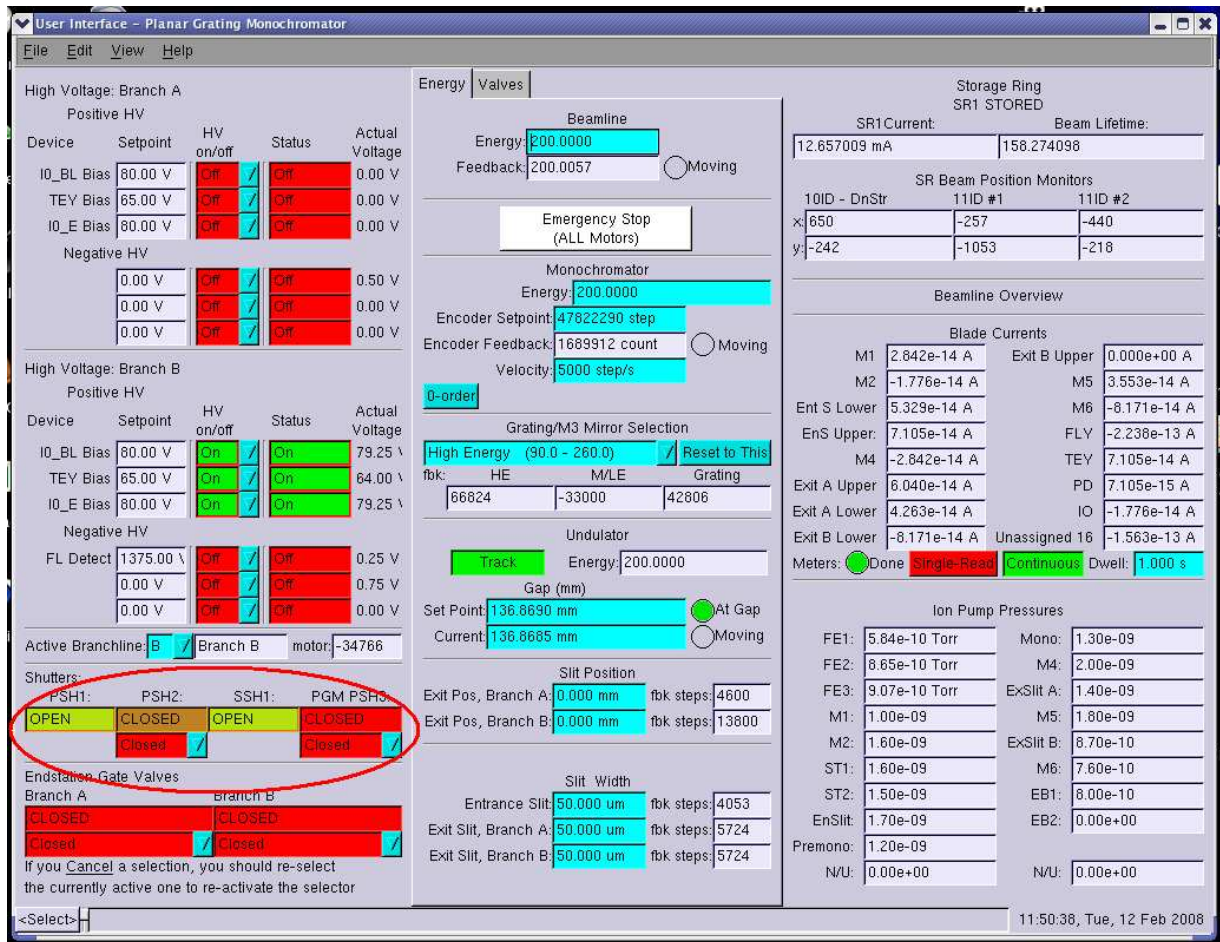 User Interface - Planar Grating Monochromator
File Edit View Help
High Voltage: Branch A
Positive HV
Device Setpoint HV on/off Status Actual Voltage
I0_BL Bias 80.00 V Off Off 0.00 V
TEY Bias 65.00 V Off Off 0.00 V
I0_E Bias 80.00 V Off Off 0.00 V
Negative HV
0.00 V Off Off 0.50 V
0.00 V Off Off 0.00 V
0.00 V Off Off 0.00 V
High Voltage: Branch B
Positive HV
Device Setpoint HV on/off Status Actual Voltage
I0_BL Bias 80.00 V On On 79.25
TEY Bias 65.00 V On On 64.00
I0_E Bias 80.00 V On On 79.25
Negative HV
FL Detect 1375.00 Off Off 0.25 V
0.00 V Off Off 0.75 V
0.00 V Off Off 0.00 V
Active Branchline: B Branch B motor: -34766
Shutters:
PSH1: PSH2: SSH1: PGM PSH3:
OPEN CLOSED OPEN CLOSED
Closed Closed
Endstation Gate Valves
Branch A Branch B
CLOSED CLOSED
Closed Closed
If you Cancel a selection, you should re-select
the currently active one to re-activate the selector
<Select>
Energy Valves
Beamline
Energy: 200.0000
Feedback: 200.0057 Moving
Emergency Stop
(ALL Motors)
Monochromator
Energy: 200.0000
Encoder Setpoint: 47822290 step
Encoder Feedback: 1689912 count Moving
Velocity: 5000 step/s
0-order
Grating/M3 Mirror Selection
High Energy (90.0 - 260.0) Reset to This
fbk: HE M/LE Grating
66824 -33000 42806
Undulator
Track Energy: 200.0000
Gap (mm)
Set Point: 136.8690 mm At Gap
Current: 136.8685 mm Moving
Slit Position
Exit Pos, Branch A: 0.000 mm fbk steps: 4600
Exit Pos, Branch B: 0.000 mm fbk steps: 13800
Slit Width
Entrance Slit: 50.000 um fbk steps: 4053
Exit Slit, Branch A: 50.000 um fbk steps: 5724
Exit Slit, Branch B: 50.000 um fbk steps: 5724
Storage Ring
SR1 STORED
SR1 Current: Beam Lifetime:
12.657009 mA 158.274098
SR Beam Position Monitors
10ID - DnStr 11ID #1 11ID #2
x: 650 -257 -440
y: -242 -1053 -218
Beamline Overview
Blade Currents
M1 2.842e-14 A Exit B Upper 0.000e+00 A
M2 -1.776e-14 A M5 3.553e-14 A
Ent S Lower 5.329e-14 A M6 -8.171e-14 A
EnS Upper: 7.105e-14 A FLY -2.238e-13 A
M4 -2.842e-14 A TEY 7.105e-14 A
Exit A Upper 6.040e-14 A PD 7.105e-15 A
Exit A Lower 4.263e-14 A IO -1.776e-14 A
Exit B Lower -8.171e-14 A Unassigned 16 -1.563e-13 A
Meters: Done Single-Read Continuous Dwell: 1.000 s
Ion Pump Pressures
FE1: 5.84e-10 Torr Mono: 1.30e-09
FE2: 8.65e-10 Torr M4: 2.00e-09
FE3: 9.07e-10 Torr ExSlit A: 1.40e-09
M1: 1.00e-09 M5: 1.80e-09
M2: 1.60e-09 ExSlit B: 8.70e-10
ST1: 1.60e-09 M6: 7.60e-10
ST2: 1.50e-09 EB1: 8.00e-10
EnSlit: 1.70e-09 EB2: 0.00e+00
Premono: 1.20e-09
N/U: 0.00e+00 N/U: 0.00e+00
11:50:38, Tue, 12 Feb 2008